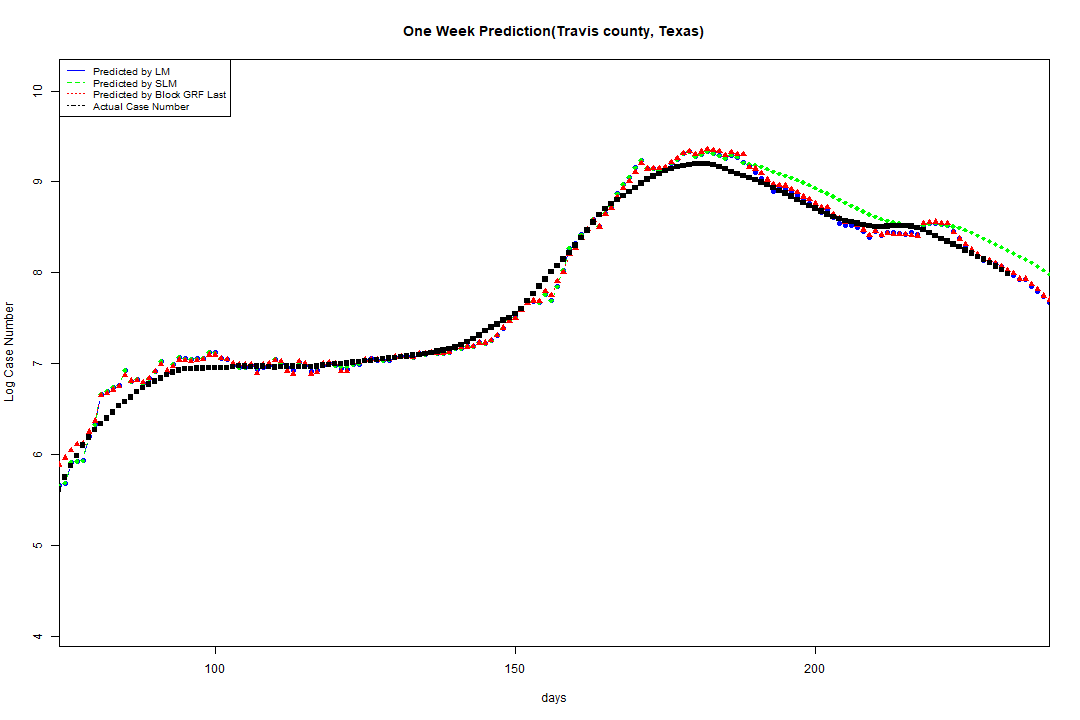 One Week Prediction(Travis county, Texas)
Predicted by LM
Predicted by SLM
Predicted by Block GRF Last
Actual Case Number
10
9
8
7
6
5
4
Log Case Number
100 150 200
days